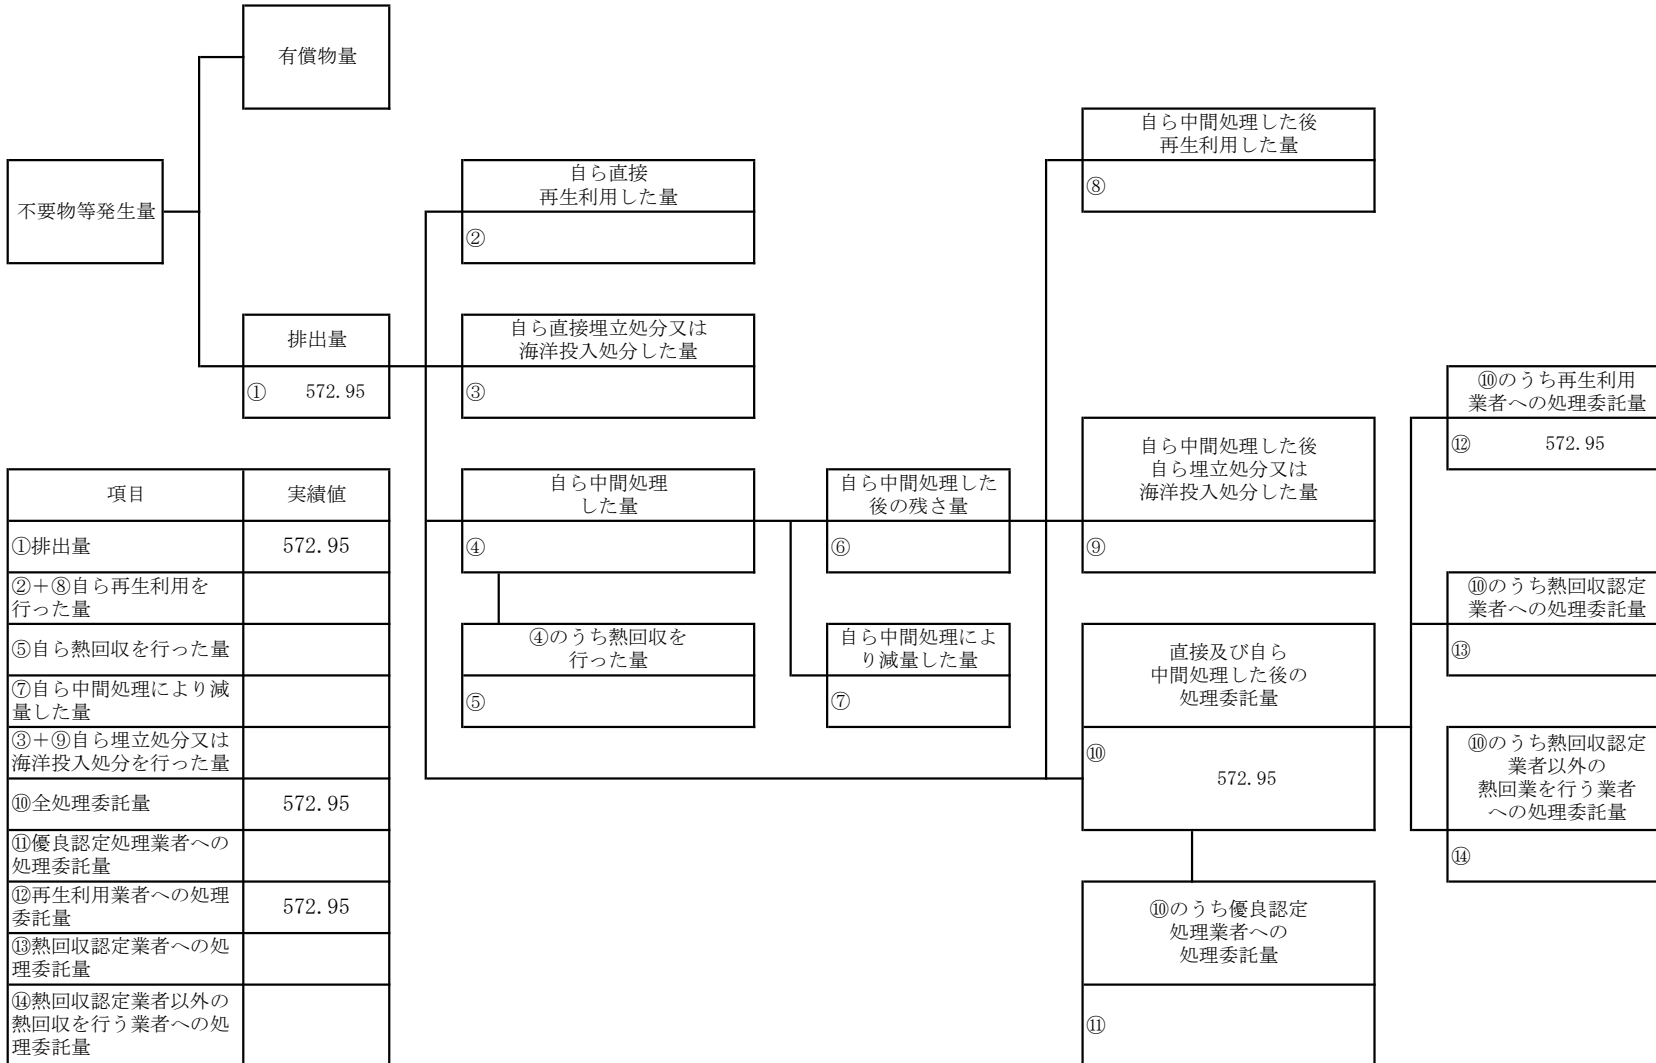 有償物量
不要物等発生量
排出量
① 572.95
自ら直接
再生利用した量
②
自ら直接埋立処分又は
海洋投入処分した量
③
自ら中間処理
した量
④
④のうち熱回収を
行った量
⑤
自ら中間処理した
後の残さ量
⑥
自ら中間処理によ
り減量した量
⑦
自ら中間処理した後
再生利用した量
⑧
自ら中間処理した後
自ら埋立処分又は
海洋投入処分した量
⑨
直接及び自ら
中間処理した後の
処理委託量
⑩
572.95
⑩のうち優良認定
処理業者への
処理委託量
⑪
⑩のうち再生利用
業者への処理委託量
⑫ 572.95
⑩のうち熱回収認定
業者への処理委託量
⑬
⑩のうち熱回収認定
業者以外の
熱回業を行う業者
への処理委託量
⑭
項目 実績値
①排出量 572.95
②+⑧自ら再生利用を
行った量
⑤自ら熱回収を行った量
⑦自ら中間処理により減
量した量
③+⑨自ら埋立処分又は
海洋投入処分を行った量
⑩全処理委託量 572.95
⑪優良認定処理業者への
処理委託量
⑫再生利用業者への処理
委託量 572.95
⑬熱回収認定業者への処
理委託量
⑭熱回収認定業者以外の
熱回収を行う業者への処
理委託量